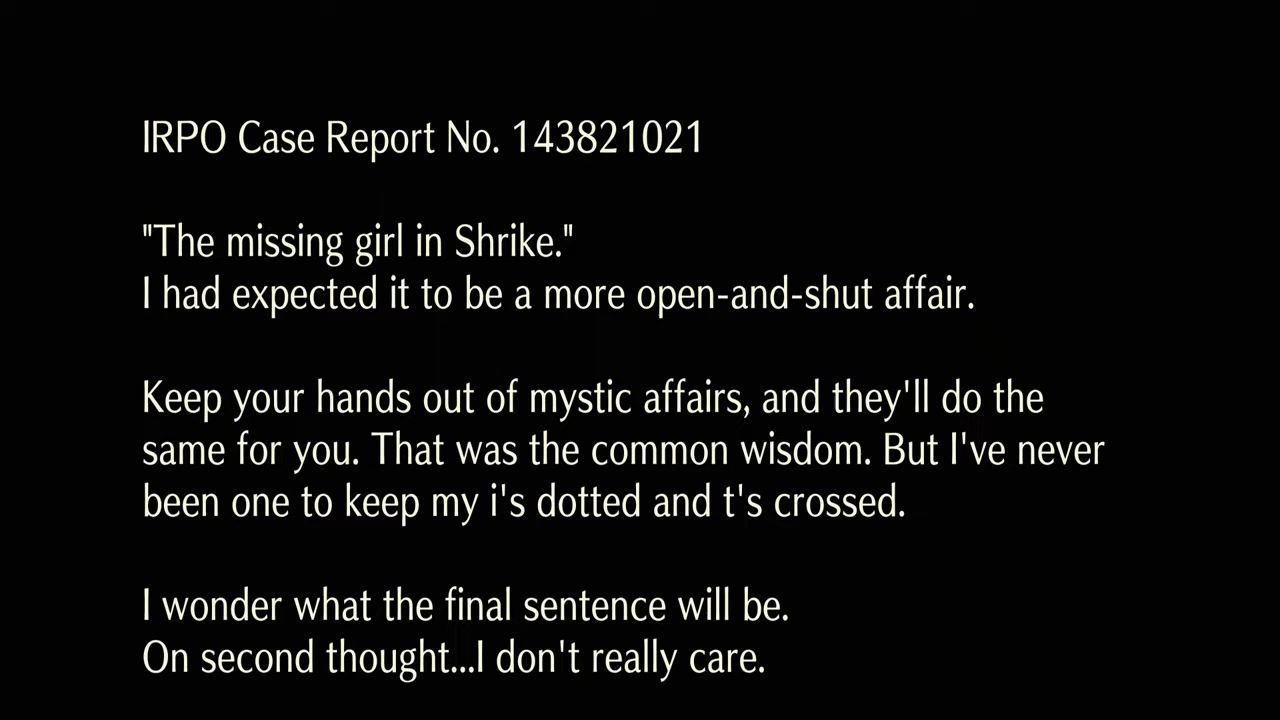 IRPO Case Report No. 143821021
"The missing girl in Shrike."
I had expected it to be a more open-and-shut affair.
Keep your hands out of mystic affairs, and they'll do the
same for you. That was the common wisdom. But I've never
been one to keep my i's dotted and t's crossed.
I wonder what the final sentence will be.
On second thought...I don't really care.